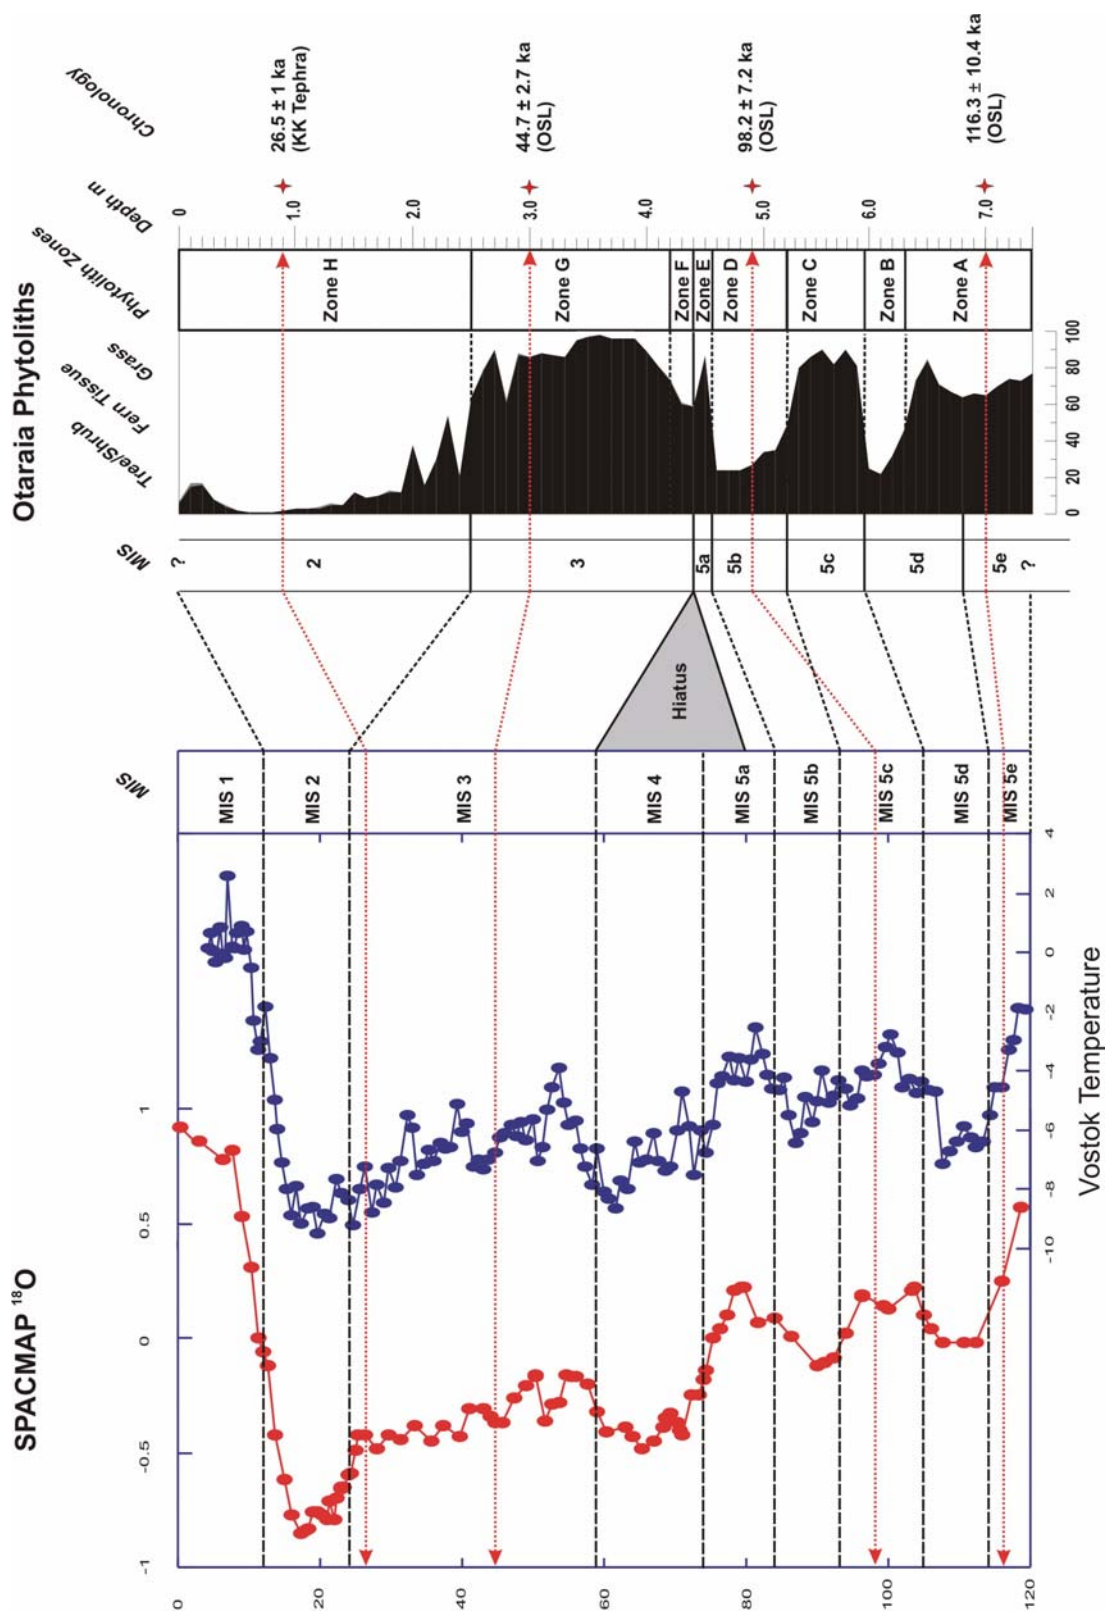 Otaraia Phytoliths
MIS
Tree/Shrub
Fern Tissue
Grass
Phytolith Zones
Depth m
Chronology
?
2
3
5a
5b
5c
5d
5e
?
0
20
40
60
80
100
Zone H
Zone G
Zone F
Zone E
Zone D
Zone C
Zone B
Zone A
0
1.0
2.0
3.0
4.0
5.0
6.0
7.0
26.5 ± 1 ka
(KK Tephra)
44.7 ± 2.7 ka
(OSL)
98.2 ± 7.2 ka
(OSL)
116.3 ± 10.4 ka
(OSL)
Hiatus
SPACMAP 18O
MIS
-1
-0.5
0
0.5
1
MIS 1
MIS 2
MIS 3
MIS 4
MIS 5a
MIS 5b
MIS 5c
MIS 5d
MIS 5e
0
20
40
60
80
100
120
-10
-8
-6
-4
-2
0
2
4
Vostok Temperature